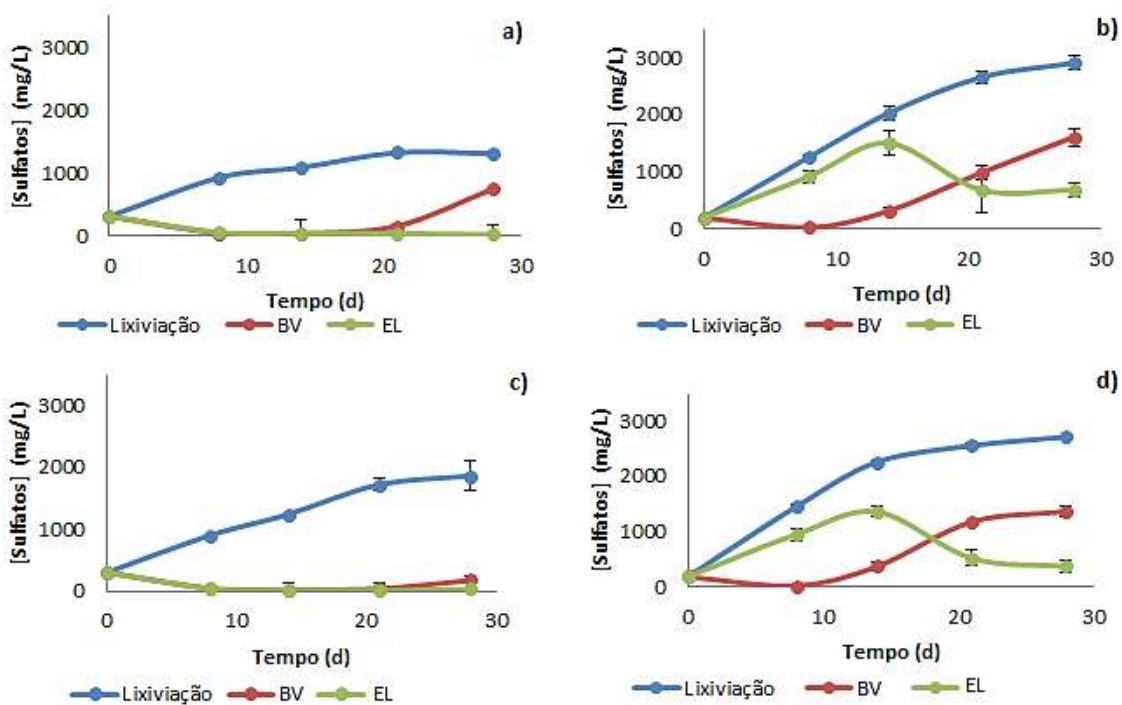 a)
[Sulfatos] (mg/L)
3000
2000
1000
0
0 10 20 30
Tempo (d)
Lixiviação BV EL
b)
[Sulfatos] (mg/L)
3000
2000
1000
0
0 10 20 30
Tempo (d)
Lixiviação BV EL
c)
[Sulfatos] (mg/L)
3000
2000
1000
0
0 10 20 30
Tempo (d)
Lixiviação BV EL
d)
[Sulfatos] (mg/L)
3000
2000
1000
0
0 10 20 30
Tempo (d)
Lixiviação BV EL